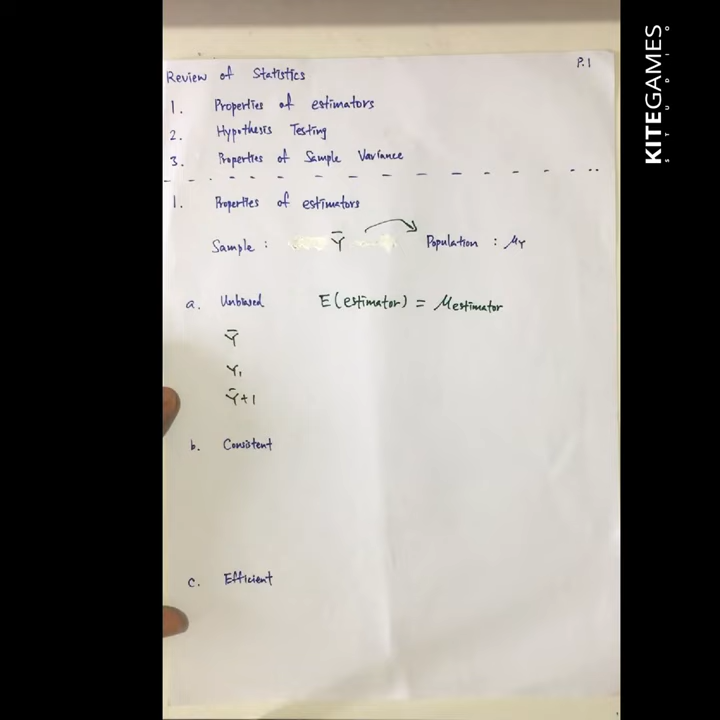 P.1
Review of Statistics
1. Properties of estimators
2. Hypothesis Testing
3. Properties of Sample Variance
1. Properties of estimators
Sample : Ȳ Population : μY
a. Unbiased E(estimator) = μestimator
Ȳ
Y1
Ȳ+1
b. Consistent
c. Efficient
KITEGAMES
STUDIO